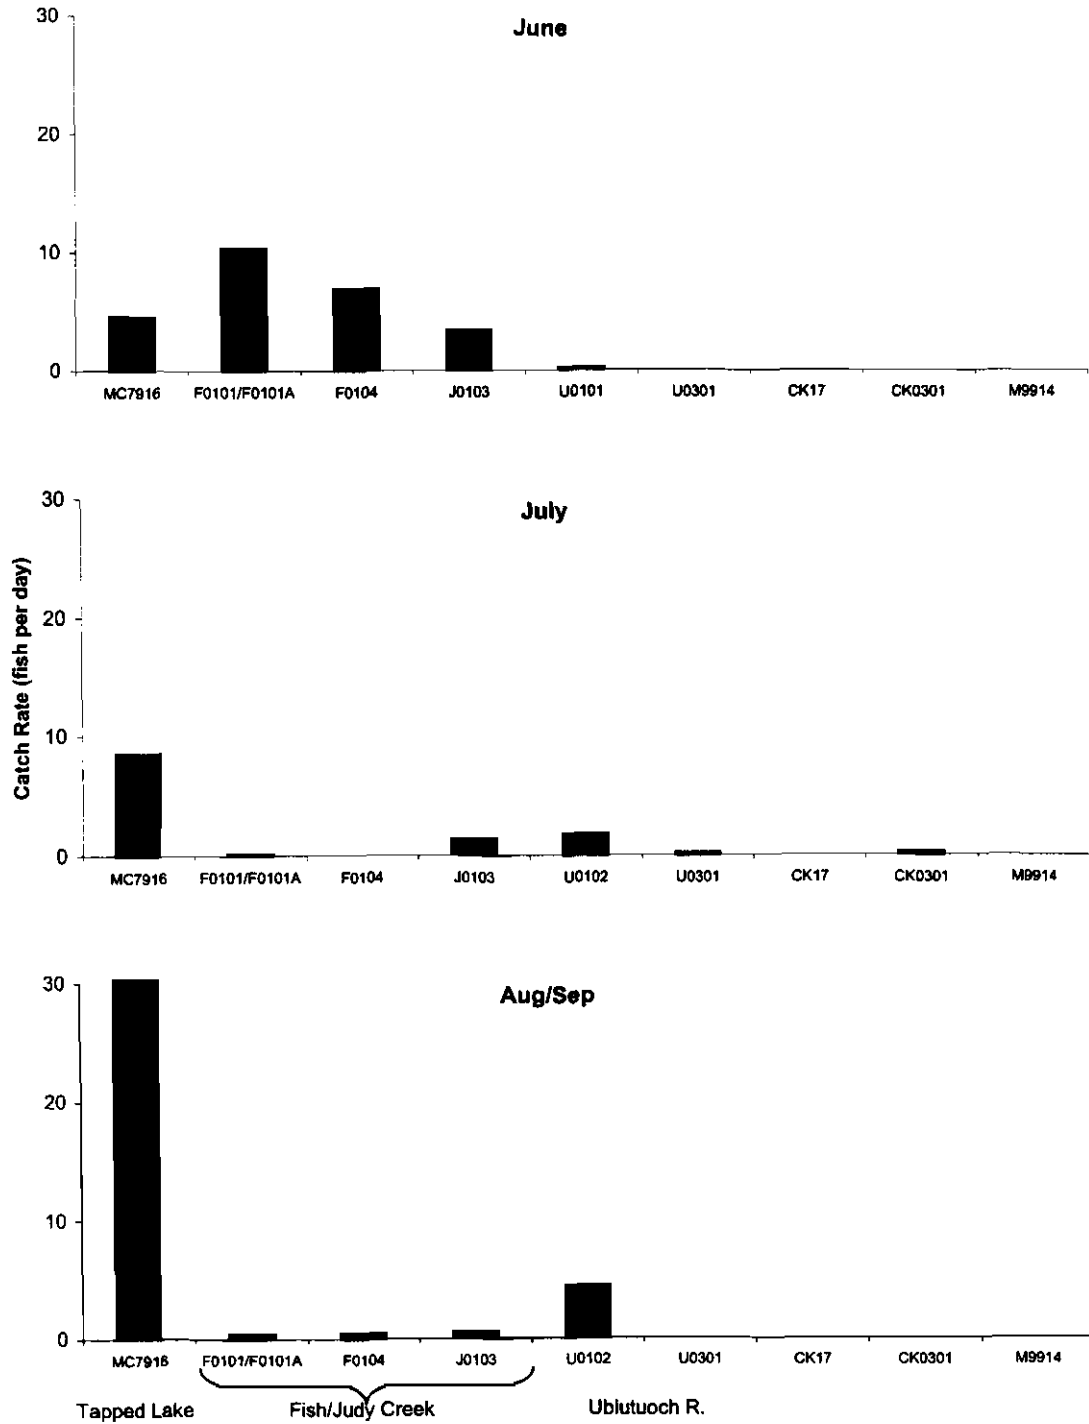 June
30
20
10
0
MC7916 F0101/F0101A F0104 J0103 U0101 U0301 CK17 CK0301 M9914
July
Catch Rate (fish per day)
30
20
10
0
MC7916 F0101/F0101A F0104 J0103 U0102 U0301 CK17 CK0301 M9914
Aug/Sep
30
20
10
0
MC7916 F0101/F0101A F0104 J0103 U0102 U0301 CK17 CK0301 M9914
Tapped Lake Fish/Judy Creek Ublutuoch R.